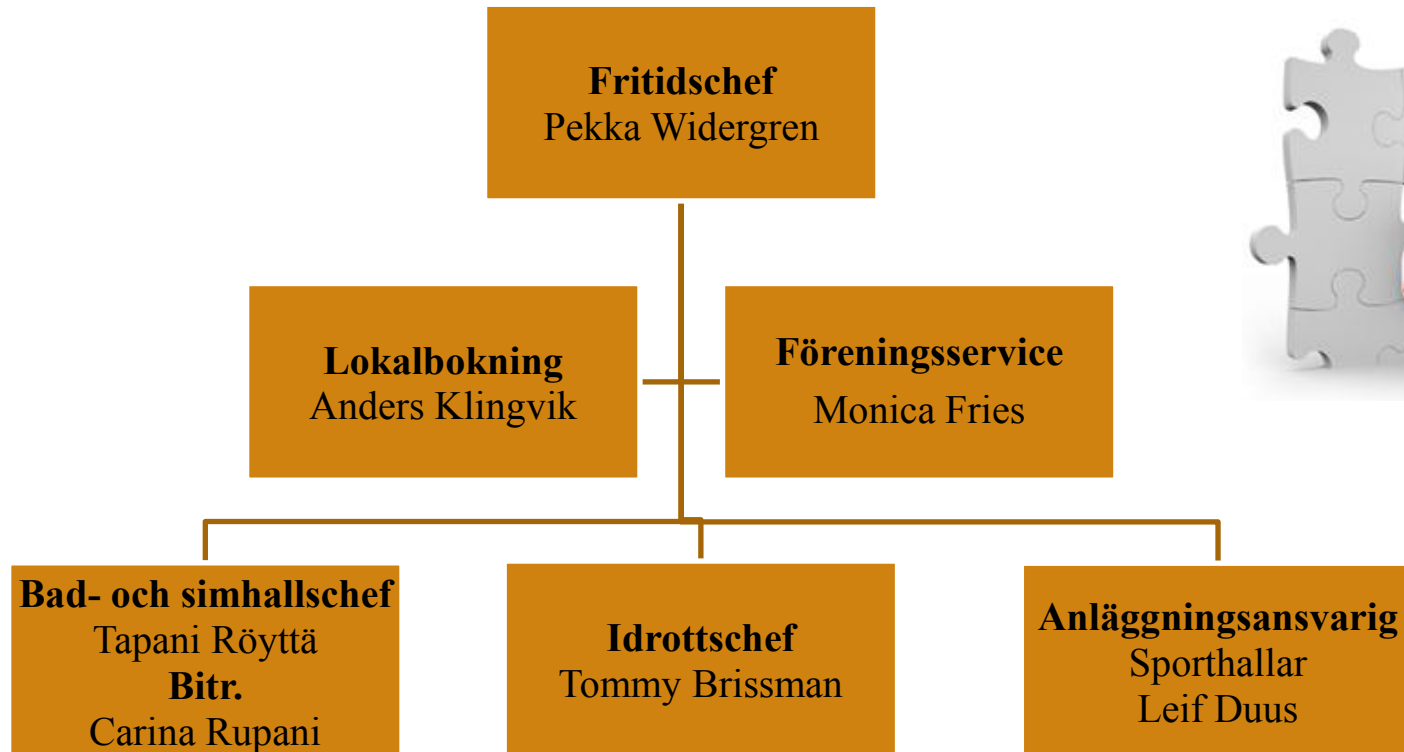 Fritidschef
Pekka Widergren
Lokalbokning
Anders Klingvik
Föreningsservice
Monica Fries
Bad- och simhallschef
Tapani Röyttä
Bitr.
Carina Rupani
Idrottschef
Tommy Brissman
Anläggningsansvarig
Sporthallar
Leif Duus